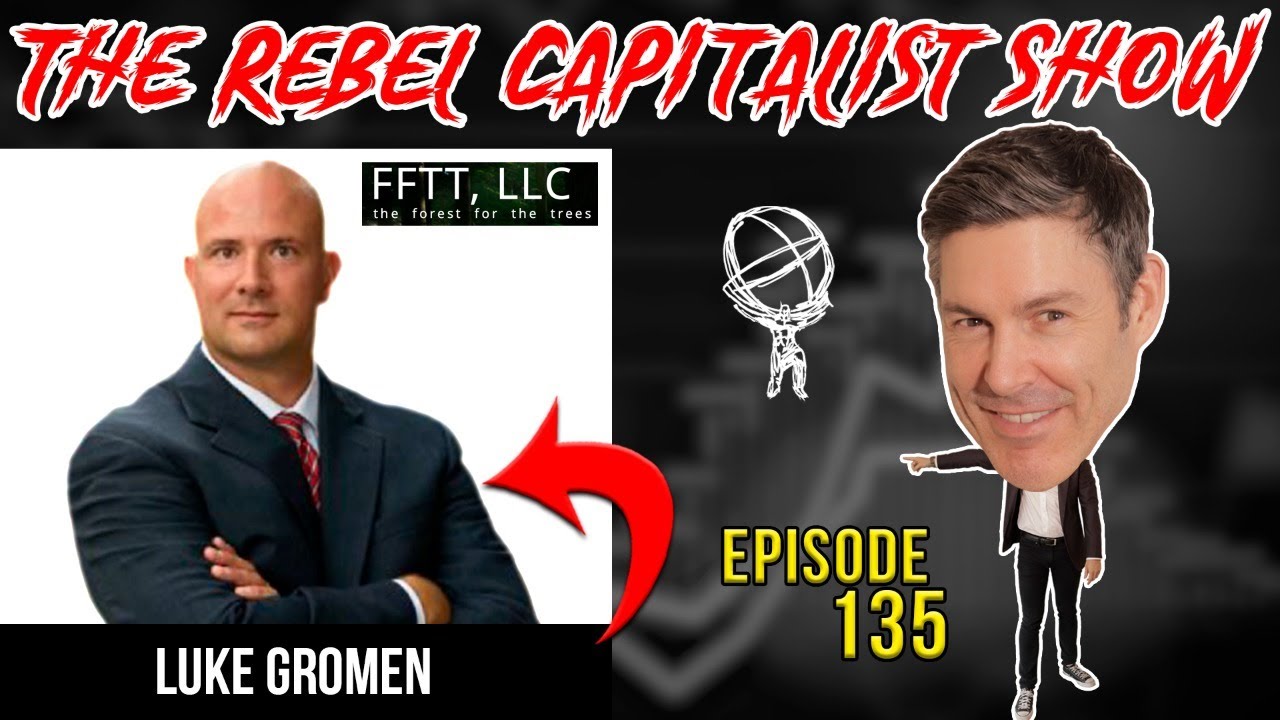 THE REBEL CAPITALIST SHOW
FFTT, LLC
the forest for the trees
EPISODE
135
LUKE GROMEN